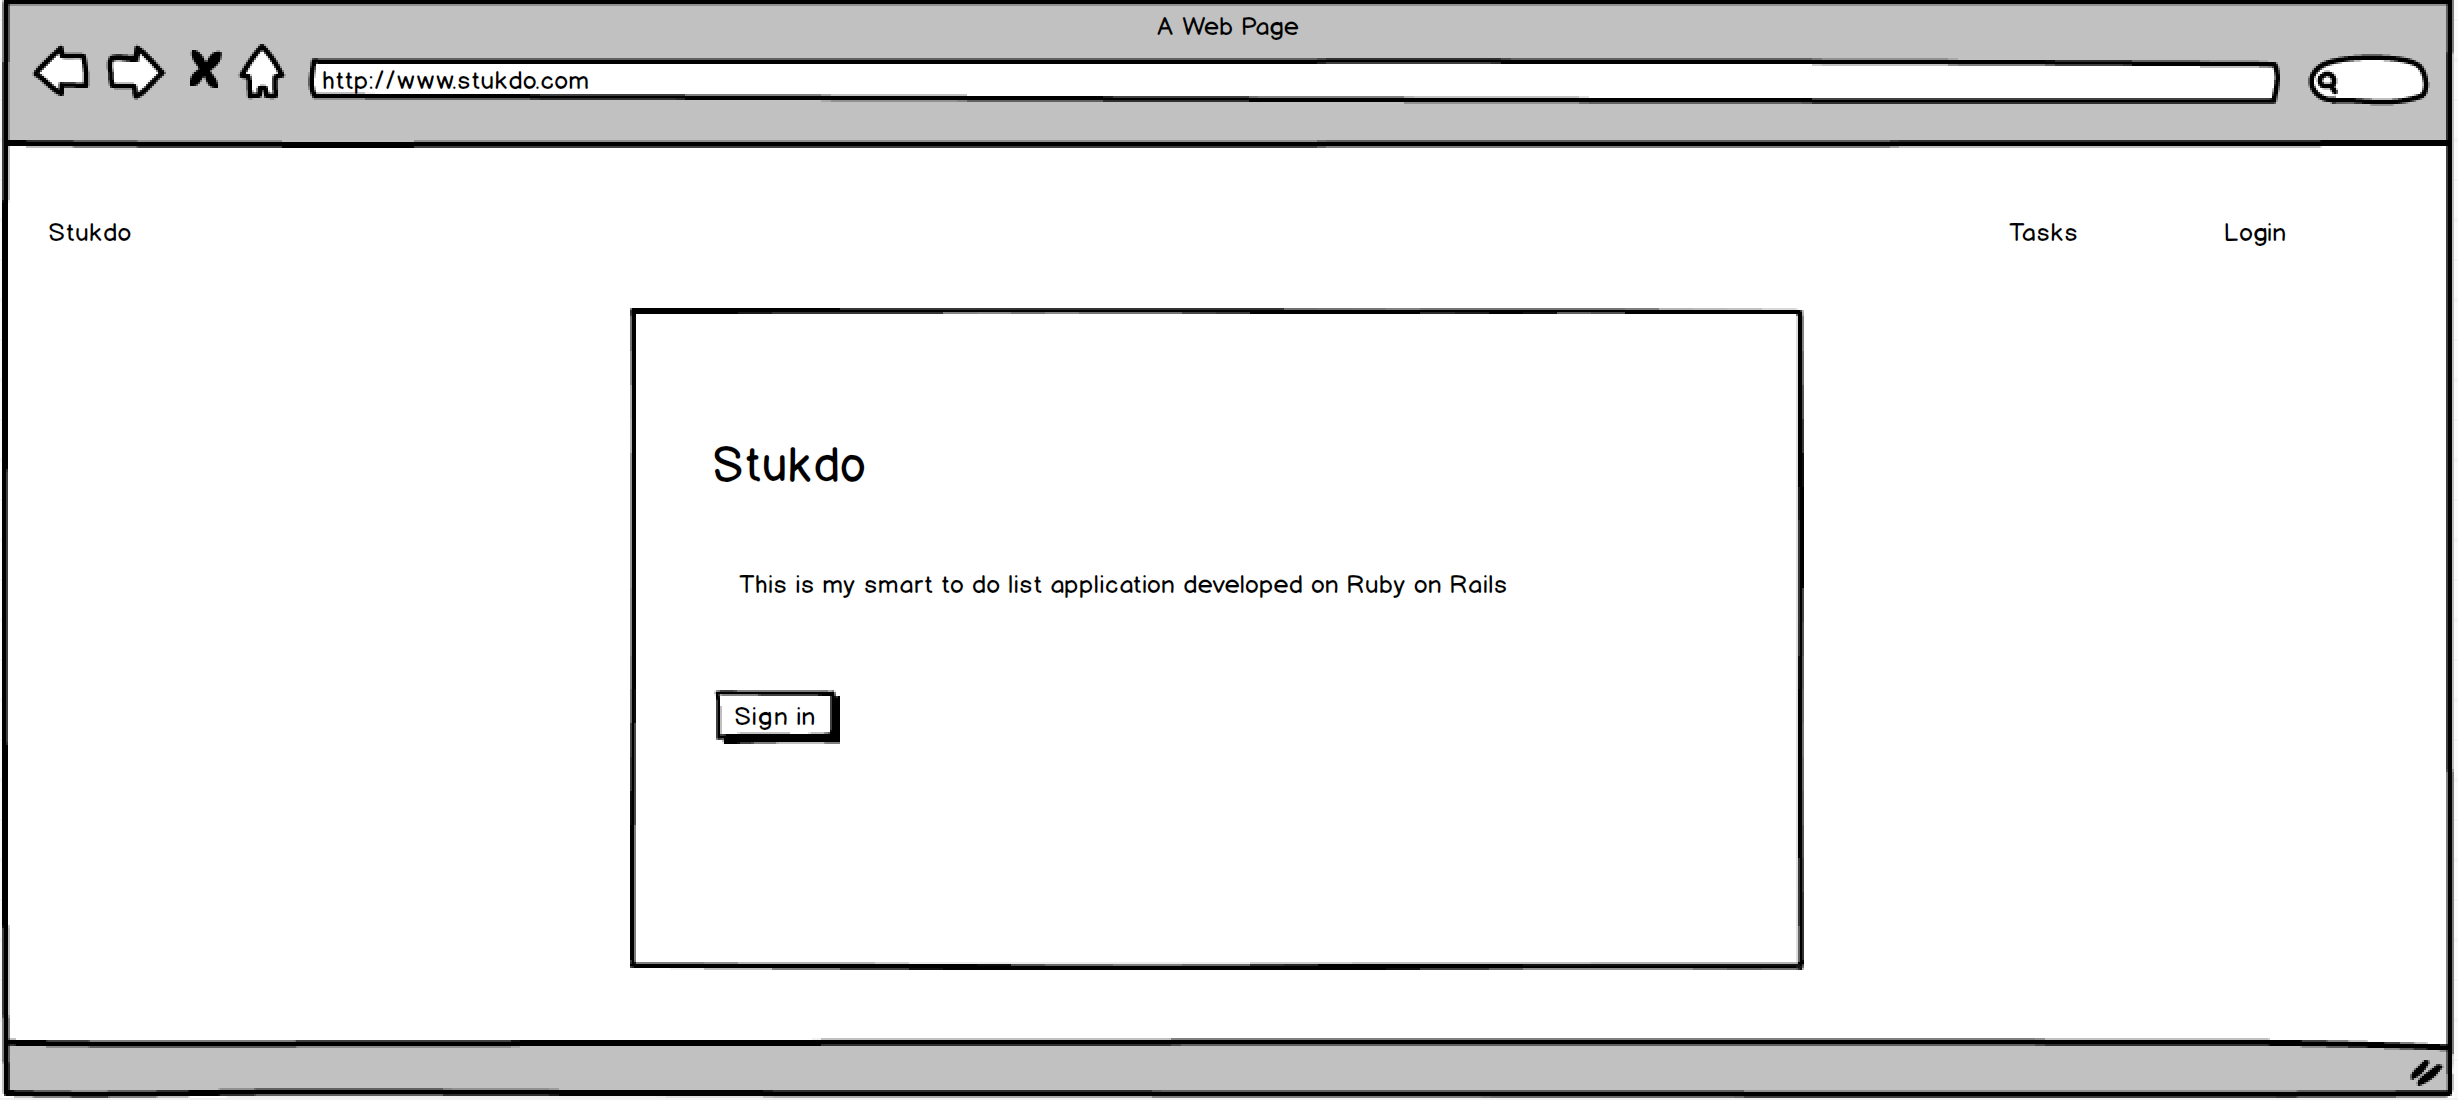 A Web Page
http://www.stukdo.com
Stukdo
Tasks
Login
Stukdo
This is my smart to do list application developed on Ruby on Rails
Sign in